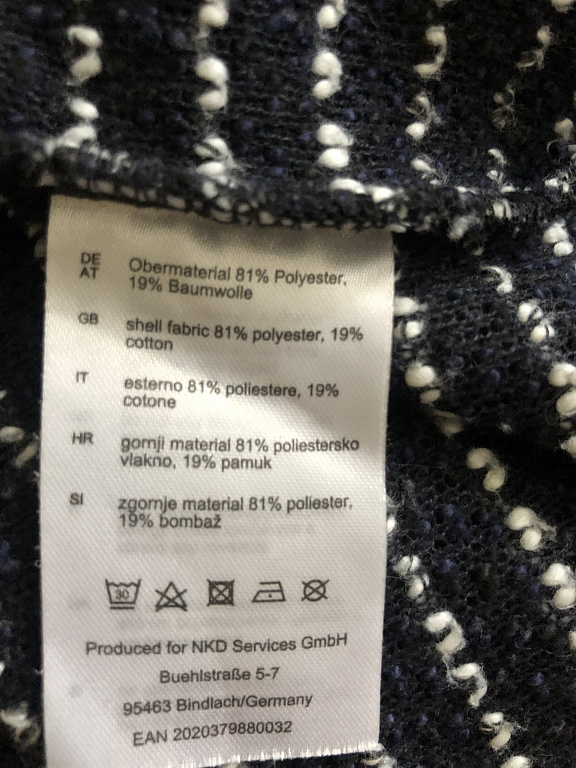 DE
AT
Obermaterial 81% Polyester,
19% Baumwolle
GB
shell fabric 81% polyester, 19%
cotton
IT
esterno 81% poliestere, 19%
cotone
HR
gornji material 81% poliestersko
vlakno, 19% pamuk
SI
zgornje material 81% poliester,
19% bombaž
30
Produced for NKD Services GmbH
Buehlstraße 5-7
95463 Bindlach/Germany
EAN 2020379880032